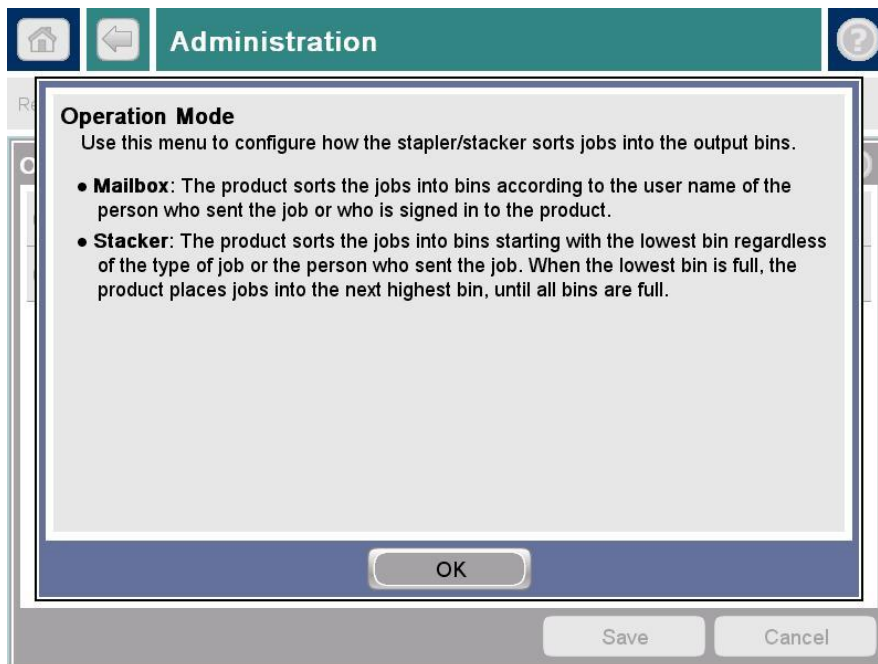 Administration
?
Re
O
Operation Mode
Use this menu to configure how the stapler/stacker sorts jobs into the output bins.
● Mailbox: The product sorts the jobs into bins according to the user name of the
person who sent the job or who is signed in to the product.
● Stacker: The product sorts the jobs into bins starting with the lowest bin regardless
of the type of job or the person who sent the job. When the lowest bin is full, the
product places jobs into the next highest bin, until all bins are full.
OK
Save
Cancel